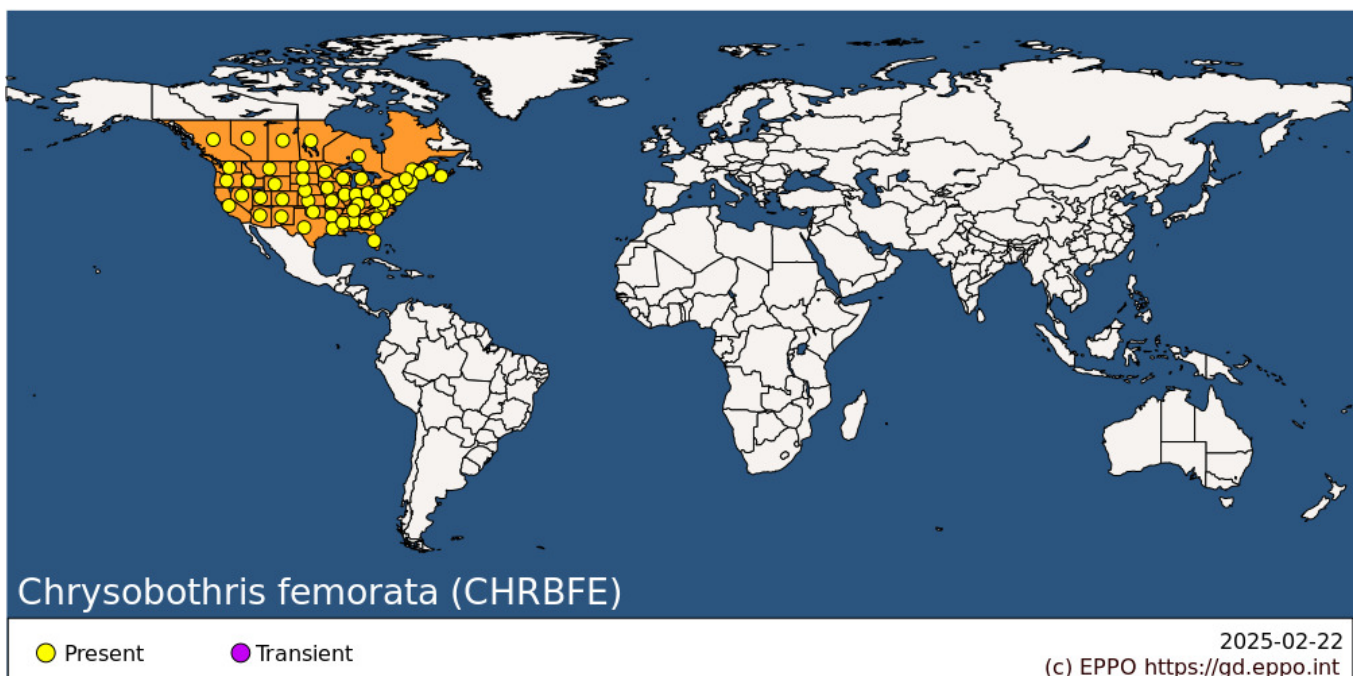 Chrysobothris femorata (CHRBFE)
Present
Transient
2025-02-22
(c) EPPO https://gd.eppo.int